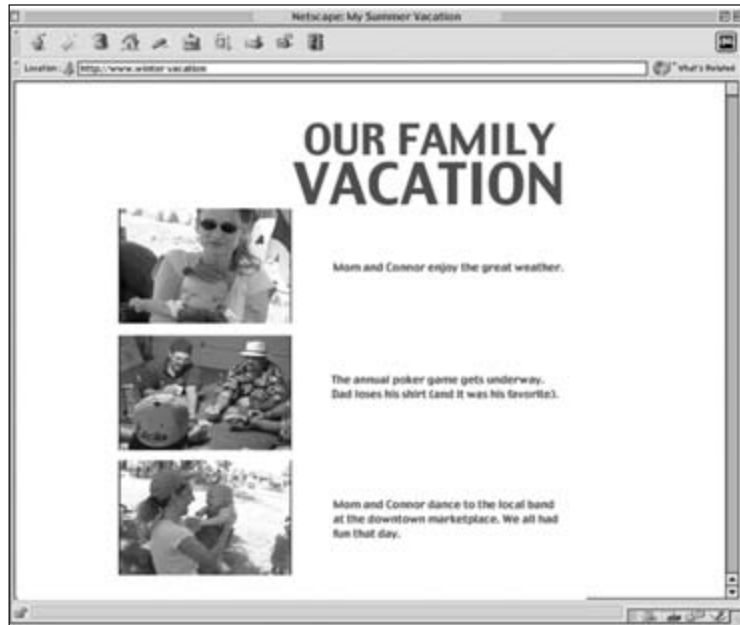 Netscape: My Summer Vacation
Location: http://www.winter-vacation
What's Related
OUR FAMILY
VACATION
Mom and Connor enjoy the great weather.
The annual poker game gets underway.
Dad loses his shirt (and it was his favorite).
Mom and Connor dance to the local band
at the downtown marketplace. We all had
fun that day.